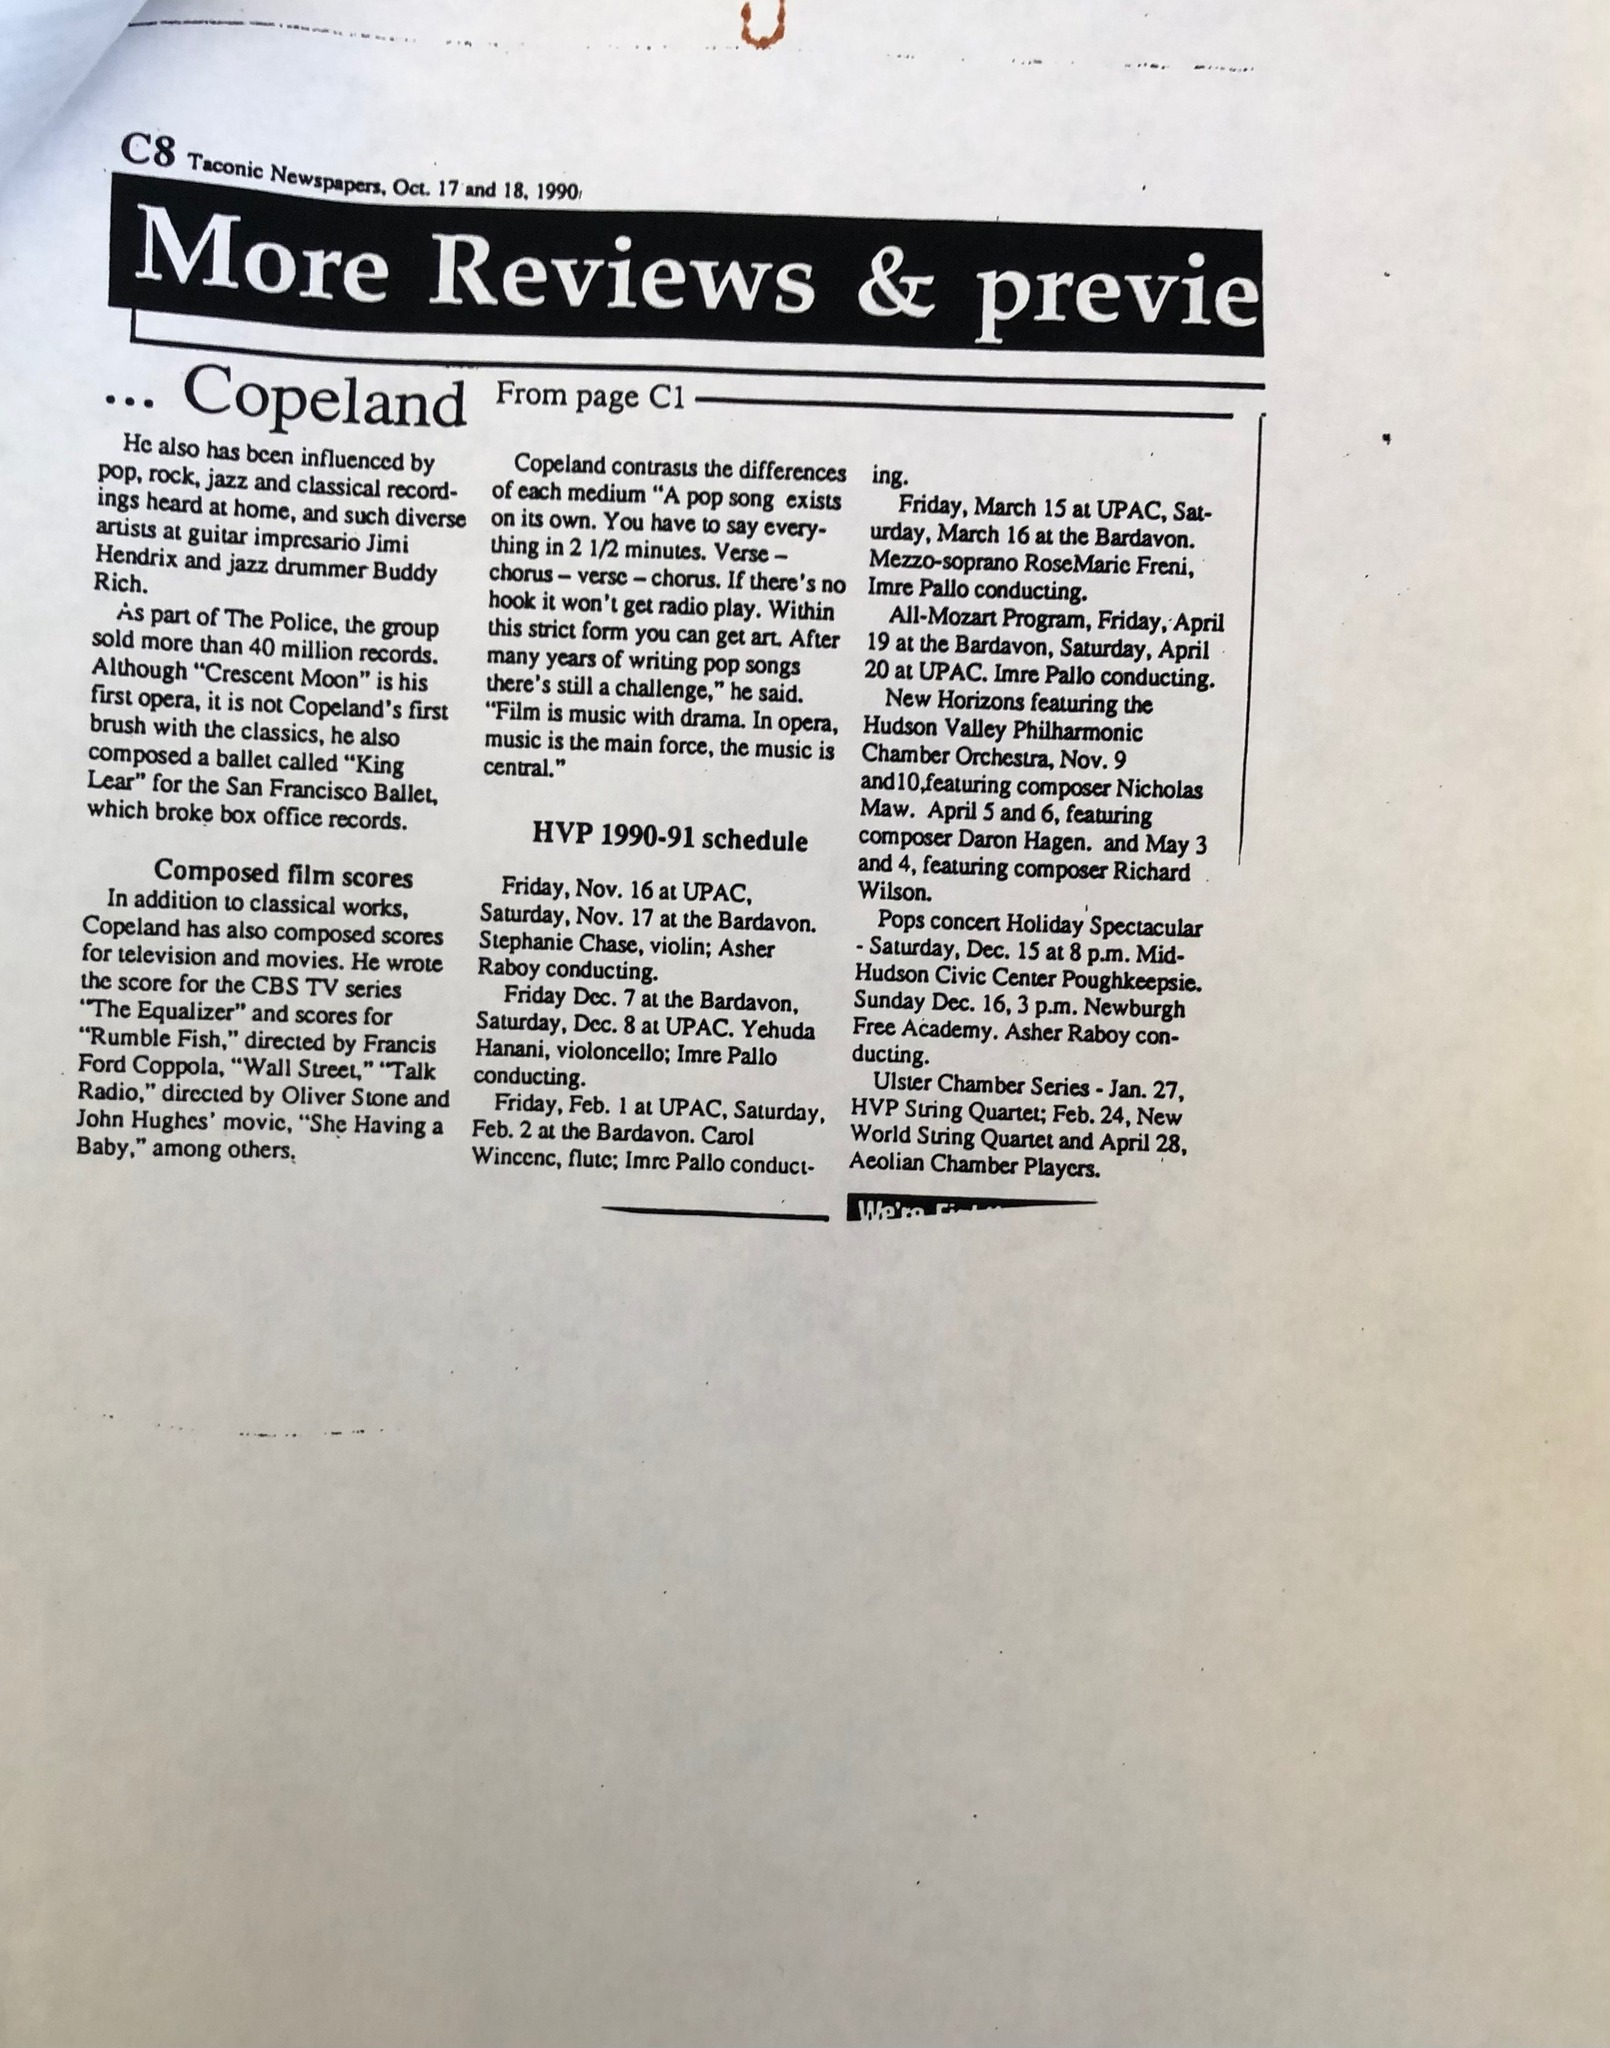 C8 Taconic Newspapers, Oct. 17 and 18, 1990
More Reviews & previe
... Copeland From page C1
He also has been influenced by
pop, rock, jazz and classical record-
ings heard at home, and such diverse
artists at guitar impresario Jimi
Hendrix and jazz drummer Buddy
Rich.
As part of The Police, the group
sold more than 40 million records.
Although “Crescent Moon” is his
first opera, it is not Copeland's first
brush with the classics, he also
composed a ballet called “King
Lear” for the San Francisco Ballet,
which broke box office records.
Composed film scores
In addition to classical works,
Copeland has also composed scores
for television and movies. He wrote
the score for the CBS TV series
“The Equalizer” and scores for
“Rumble Fish,” directed by Francis
Ford Coppola, “Wall Street,” “Talk
Radio,” directed by Oliver Stone and
John Hughes' movie, “She Having a
Baby,” among others.
Copeland contrasts the differences
of each medium “A pop song exists
on its own. You have to say every-
thing in 2 1/2 minutes. Verse –
chorus – verse – chorus. If there's no
hook it won't get radio play. Within
this strict form you can get art. After
many years of writing pop songs
there's still a challenge,” he said.
“Film is music with drama. In opera,
music is the main force, the music is
central.”
HVP 1990-91 schedule
Friday, Nov. 16 at UPAC,
Saturday, Nov. 17 at the Bardavon.
Stephanie Chase, violin; Asher
Raboy conducting.
Friday Dec. 7 at the Bardavon,
Saturday, Dec. 8 at UPAC. Yehuda
Hanani, violoncello; Imre Pallo
conducting.
Friday, Feb. 1 at UPAC, Saturday,
Feb. 2 at the Bardavon. Carol
Wincenc, flute; Imre Pallo conduct-
ing.
Friday, March 15 at UPAC, Sat-
urday, March 16 at the Bardavon.
Mezzo-soprano RoseMarie Freni,
Imre Pallo conducting.
All-Mozart Program, Friday, April
19 at the Bardavon, Saturday, April
20 at UPAC. Imre Pallo conducting.
New Horizons featuring the
Hudson Valley Philharmonic
Chamber Orchestra, Nov. 9
and10,featuring composer Nicholas
Maw. April 5 and 6, featuring
composer Daron Hagen. and May 3
and 4, featuring composer Richard
Wilson.
Pops concert Holiday Spectacular
- Saturday, Dec. 15 at 8 p.m. Mid-
Hudson Civic Center Poughkeepsie.
Sunday Dec. 16, 3 p.m. Newburgh
Free Academy. Asher Raboy con-
ducting.
Ulster Chamber Series - Jan. 27,
HVP String Quartet; Feb. 24, New
World String Quartet and April 28,
Aeolian Chamber Players.
We're